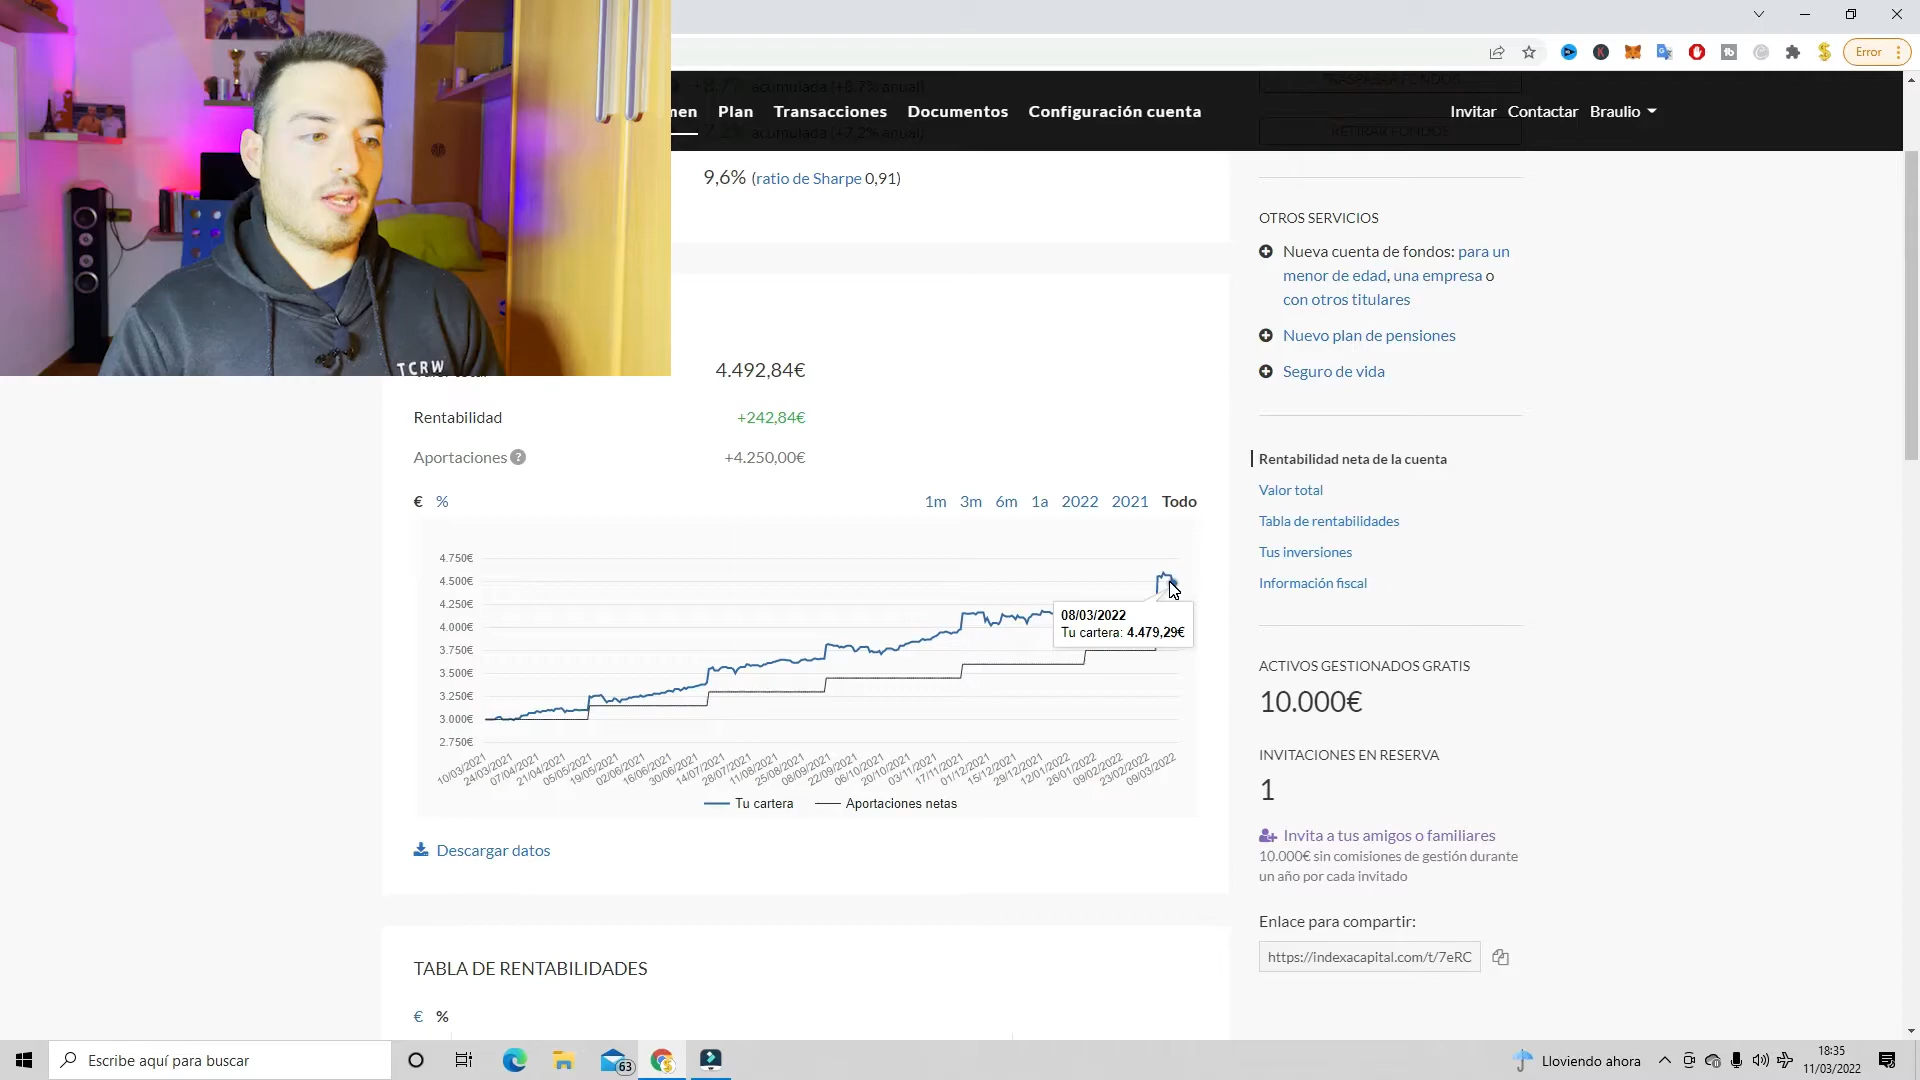 Error
acumulada (+6.7% anual)
Plan
Transacciones
Documentos
Configuración cuenta
Invitar
Contactar
Braulio
acumulada (+7.2% anual)
RETIRAR FONDOS
9,6% (ratio de Sharpe 0,91)
TCRW
4.492,84€
Rentabilidad
+242,84€
Aportaciones ?
+4.250,00€
€ %
1m 3m 6m 1a 2022 2021 Todo
4.750€
4.500€
4.250€
4.000€
3.750€
3.500€
3.250€
3.000€
2.750€
08/03/2022
Tu cartera: 4.479,29€
10/03/2021
24/03/2021
07/04/2021
21/04/2021
05/05/2021
19/05/2021
02/06/2021
16/06/2021
30/06/2021
14/07/2021
28/07/2021
11/08/2021
25/08/2021
08/09/2021
22/09/2021
06/10/2021
20/10/2021
03/11/2021
17/11/2021
01/12/2021
15/12/2021
29/12/2021
12/01/2022
26/01/2022
09/02/2022
23/02/2022
09/03/2022
Tu cartera
Aportaciones netas
Descargar datos
TABLA DE RENTABILIDADES
€ %
OTROS SERVICIOS
Nueva cuenta de fondos: para un
menor de edad, una empresa o
con otros titulares
Nuevo plan de pensiones
Seguro de vida
Rentabilidad neta de la cuenta
Valor total
Tabla de rentabilidades
Tus inversiones
Información fiscal
ACTIVOS GESTIONADOS GRATIS
10.000€
INVITACIONES EN RESERVA
1
Invita a tus amigos o familiares
10.000€ sin comisiones de gestión durante
un año por cada invitado
Enlace para compartir:
https://indexacapital.com/t/7eRC
Escribe aquí para buscar
63
Lloviendo ahora
18:35
11/03/2022